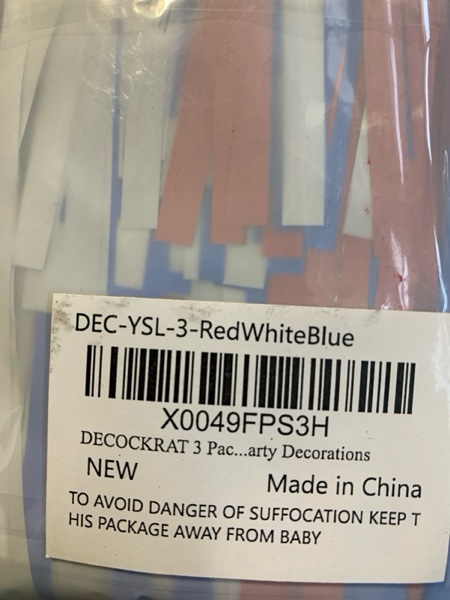 DEC-YSL-3-RedWhiteBlue
X0049FPS3H
DECOCKRAT 3 Pac...arty Decorations
NEW
Made in China
TO AVOID DANGER OF SUFFOCATION KEEP T
HIS PACKAGE AWAY FROM BABY